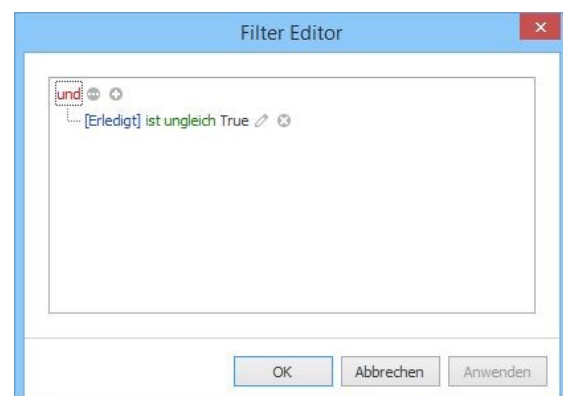 Filter Editor
und
[Erledigt] ist ungleich True
OK Abbrechen Anwenden